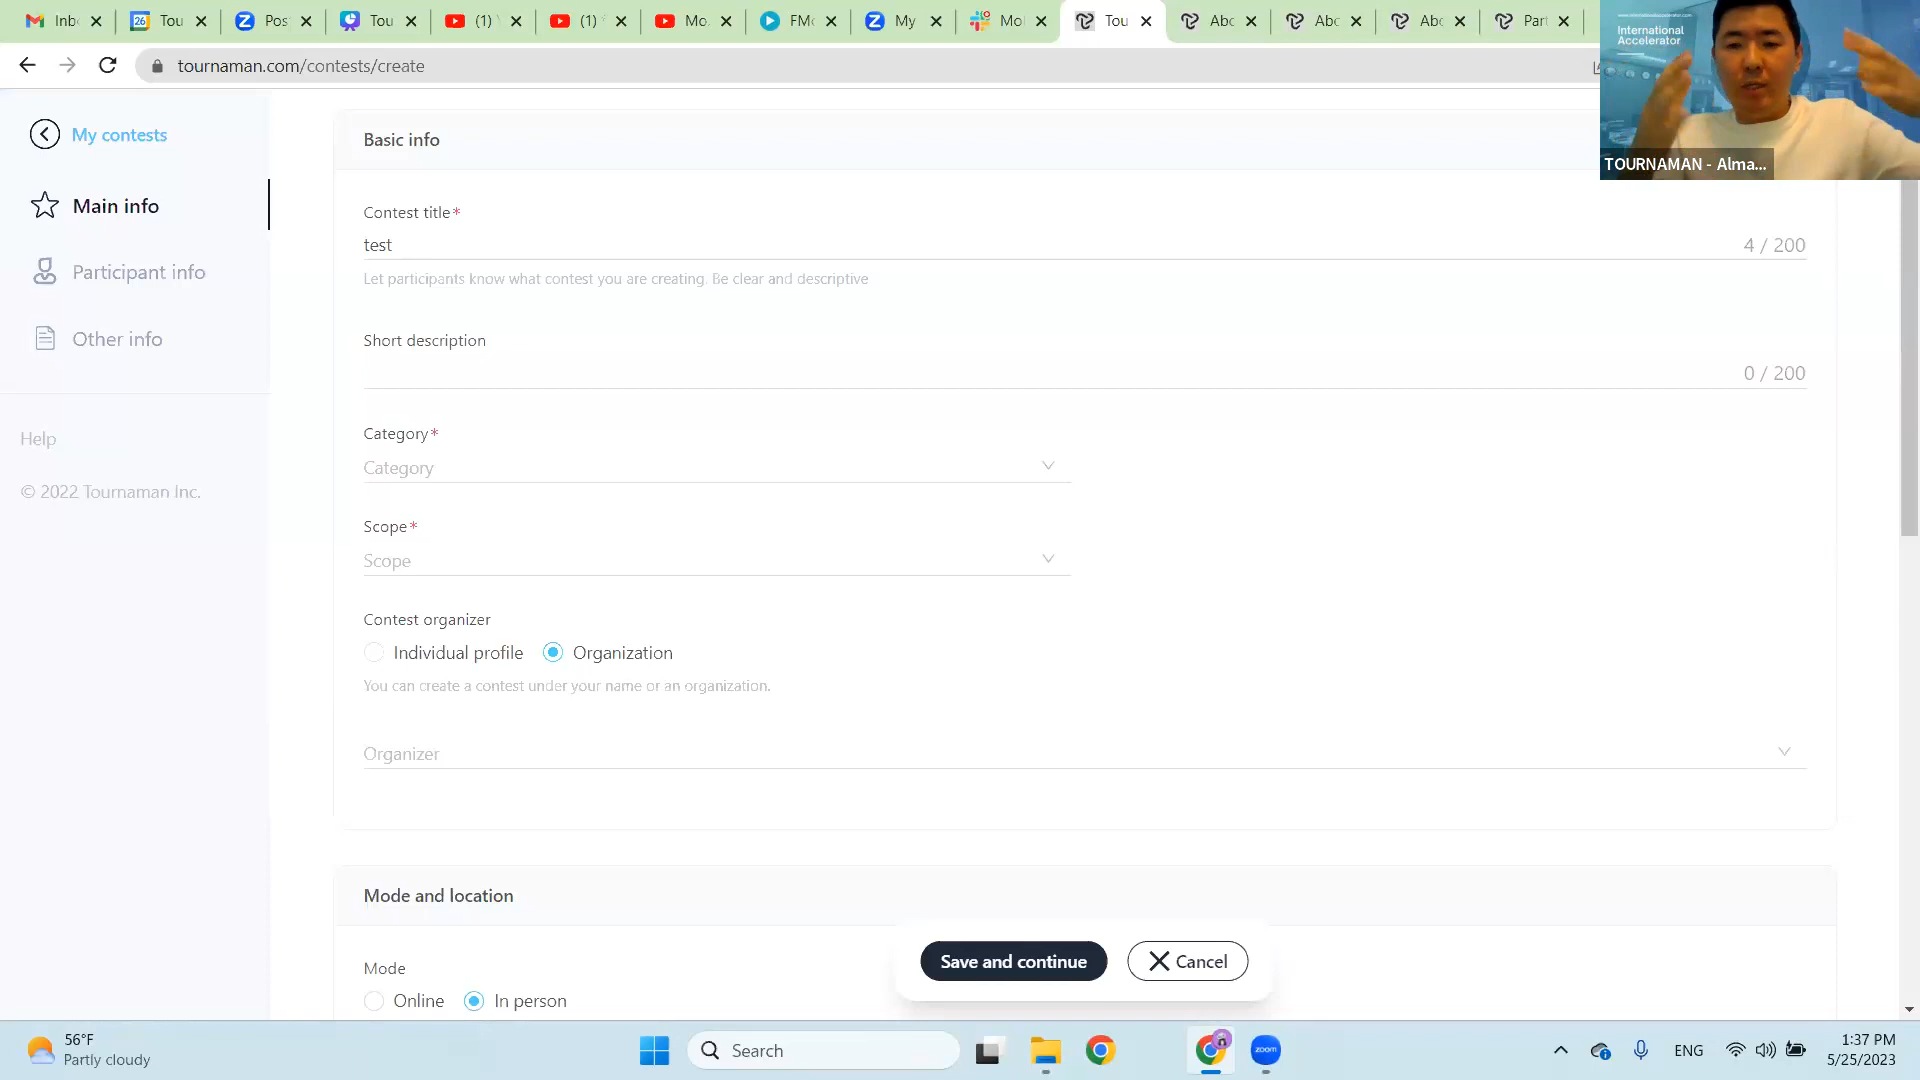 Inb
Tou
Pos
Tou
(1)
(1)
Mo
FM
My
Mo
Tou
Abc
Abc
Abc
Part
tournaman.com/contests/create
International
Accelerator
TOURNAMAN - Alma...
My contests
Main info
Participant info
Other info
Help
© 2022 Tournaman Inc.
Basic info
Contest title*
test
4 / 200
Let participants know what contest you are creating. Be clear and descriptive
Short description
0 / 200
Category*
Category
Scope*
Scope
Contest organizer
Individual profile
Organization
You can create a contest under your name or an organization.
Organizer
Mode and location
Mode
Online
In person
Save and continue
Cancel
56°F
Partly cloudy
Search
zoom
ENG
1:37 PM
5/25/2023